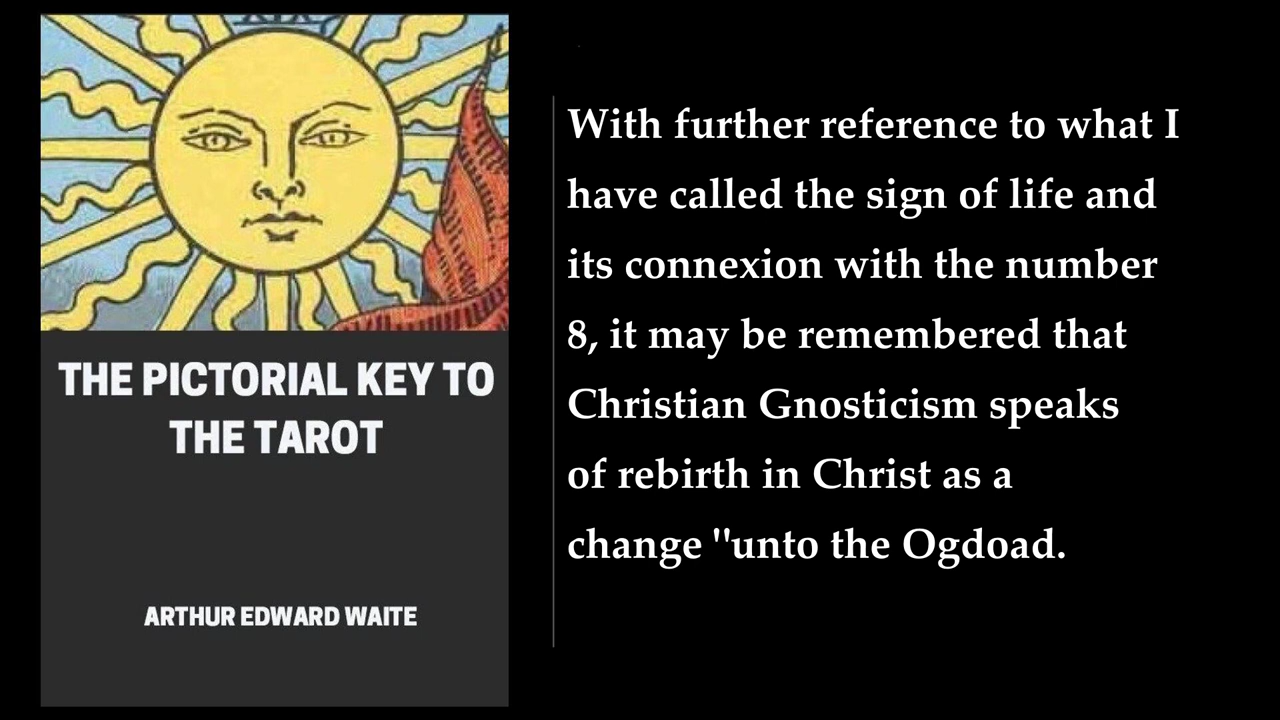 XIX
THE PICTORIAL KEY TO
THE TAROT
ARTHUR EDWARD WAITE
With further reference to what I
have called the sign of life and
its connexion with the number
8, it may be remembered that
Christian Gnosticism speaks
of rebirth in Christ as a
change "unto the Ogdoad.